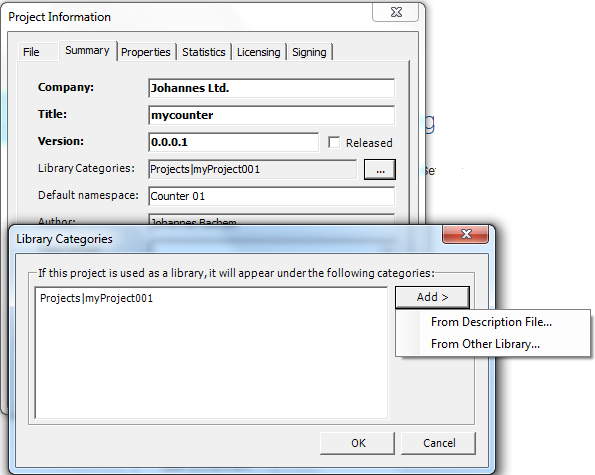 Project Information
File Summary Properties Statistics Licensing Signing
Company: Johannes Ltd.
Title: mycounter
Version: 0.0.0.1 Released
Library Categories: Projects|myProject001 ...
Default namespace: Counter 01
Author: Johannes Bachem
Library Categories
If this project is used as a library, it will appear under the following categories:
Projects|myProject001
Add >
From Description File...
From Other Library...
OK Cancel